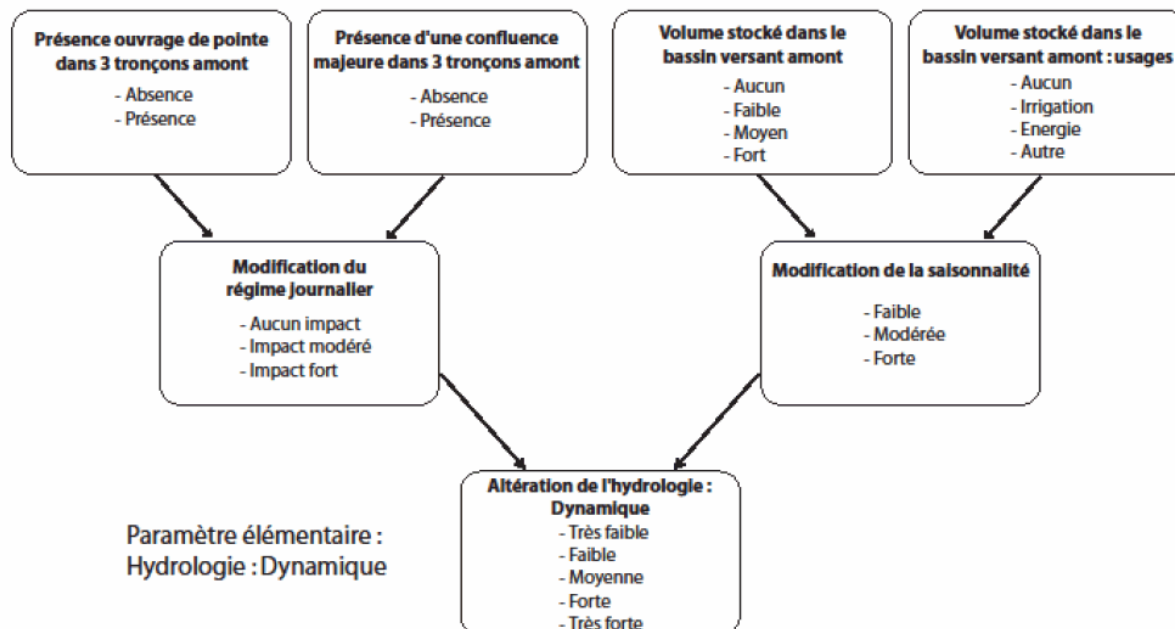 Présence ouvrage de pointe
dans 3 tronçons amont
- Absence
- Présence
Présence d'une confluence
majeure dans 3 tronçons amont
- Absence
- Présence
Volume stocké dans le
bassin versant amont
- Aucun
- Faible
- Moyen
- Fort
Volume stocké dans le
bassin versant amont : usages
- Aucun
- Irrigation
- Energie
- Autre
Modification du
régime journalier
- Aucun impact
- Impact modéré
- Impact fort
Modification de la saisonnalité
- Faible
- Modérée
- Forte
Altération de l'hydrologie :
Dynamique
- Très faible
- Faible
- Moyenne
- Forte
- Très forte
Paramètre élémentaire :
Hydrologie : Dynamique